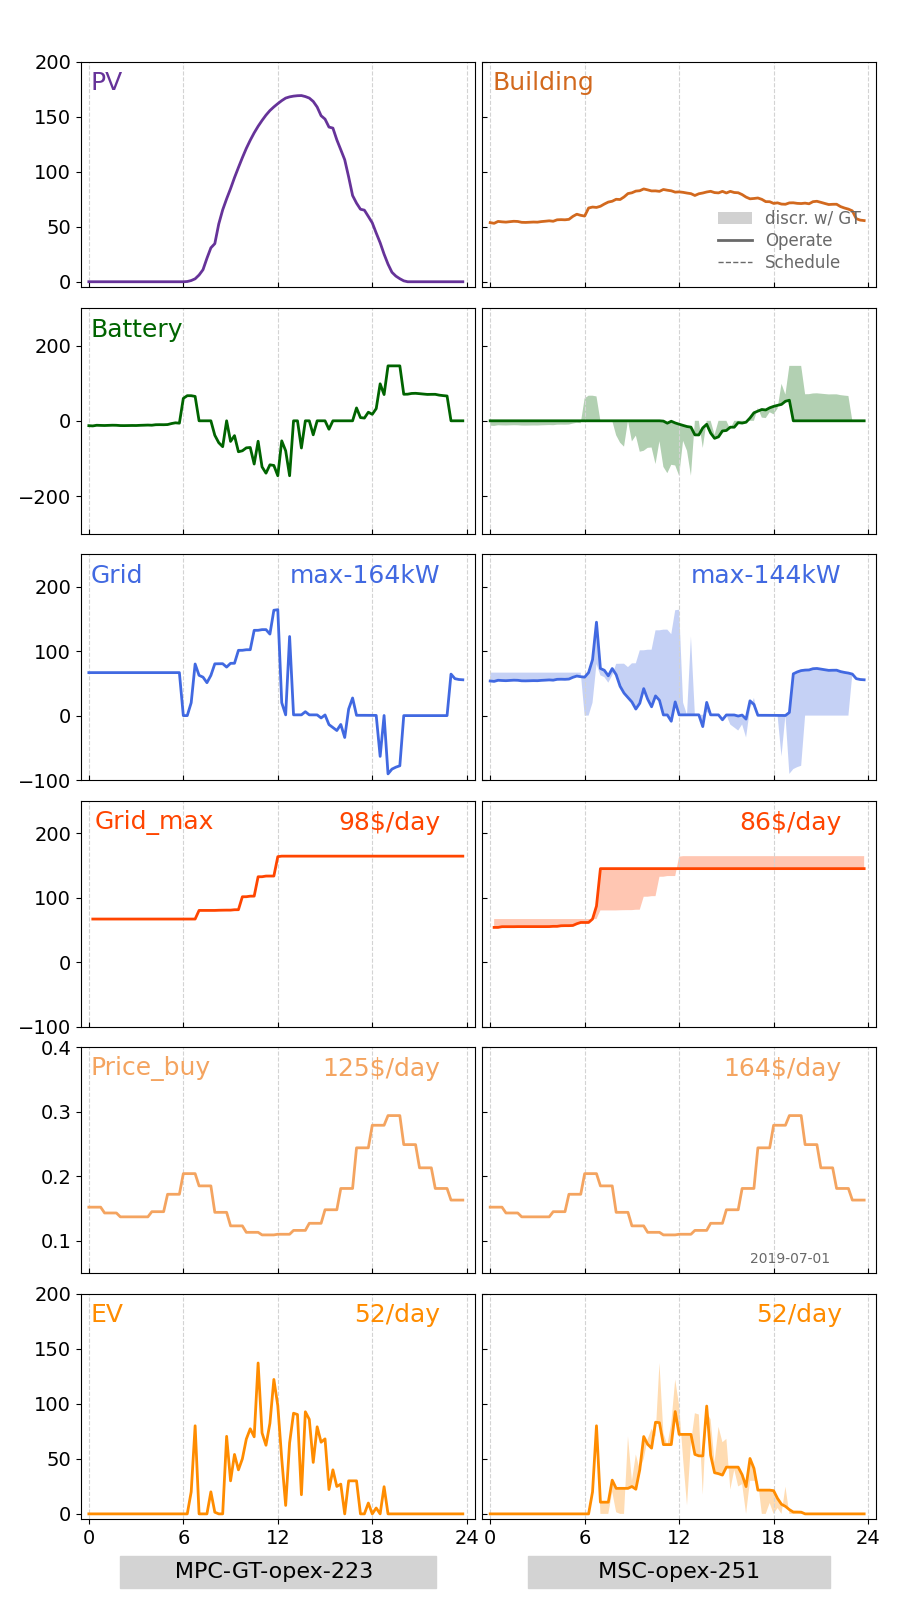 200
150
100
50
0
PV
Building
discr. w/ GT
Operate
Schedule
200
0
−200
Battery
200
100
0
−100
Grid
max-164kW
max-144kW
200
100
0
−100
Grid_max
98$/day
86$/day
0.4
0.3
0.2
0.1
Price_buy
125$/day
164$/day
2019-07-01
200
150
100
50
0
EV
52/day
52/day
0 6 12 18 24
0 6 12 18 24
MPC-GT-opex-223
MSC-opex-251